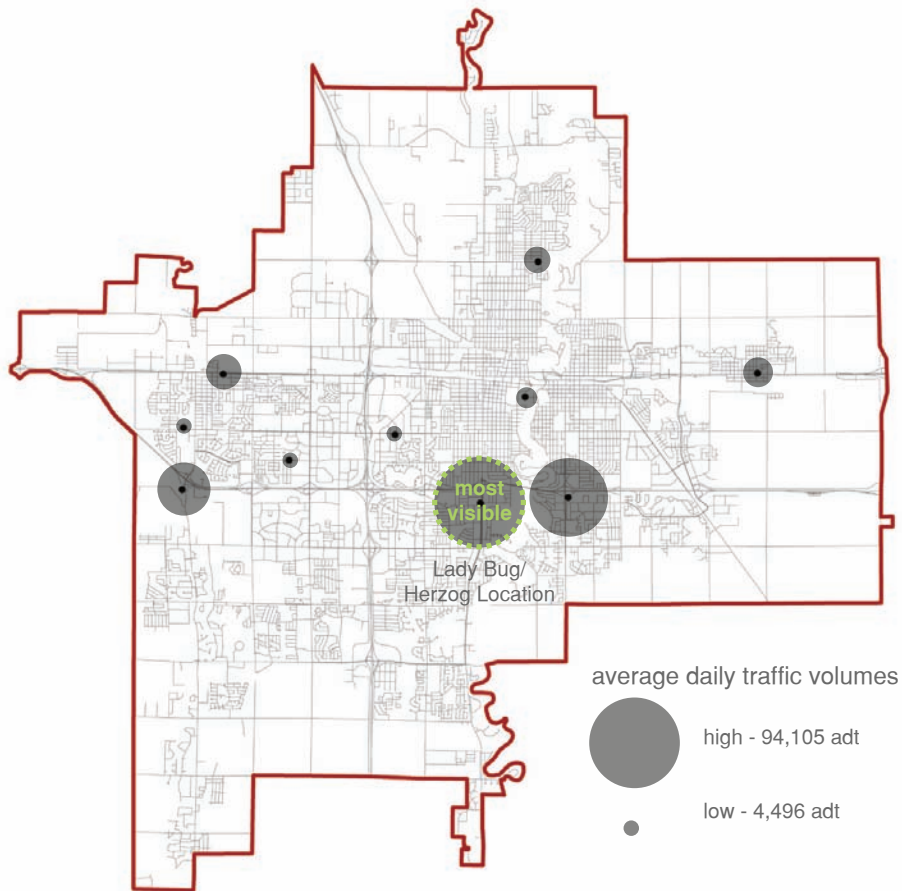 most
visible
Lady Bug/
Herzog Location
average daily traffic volumes
high - 94,105 adt
low - 4,496 adt